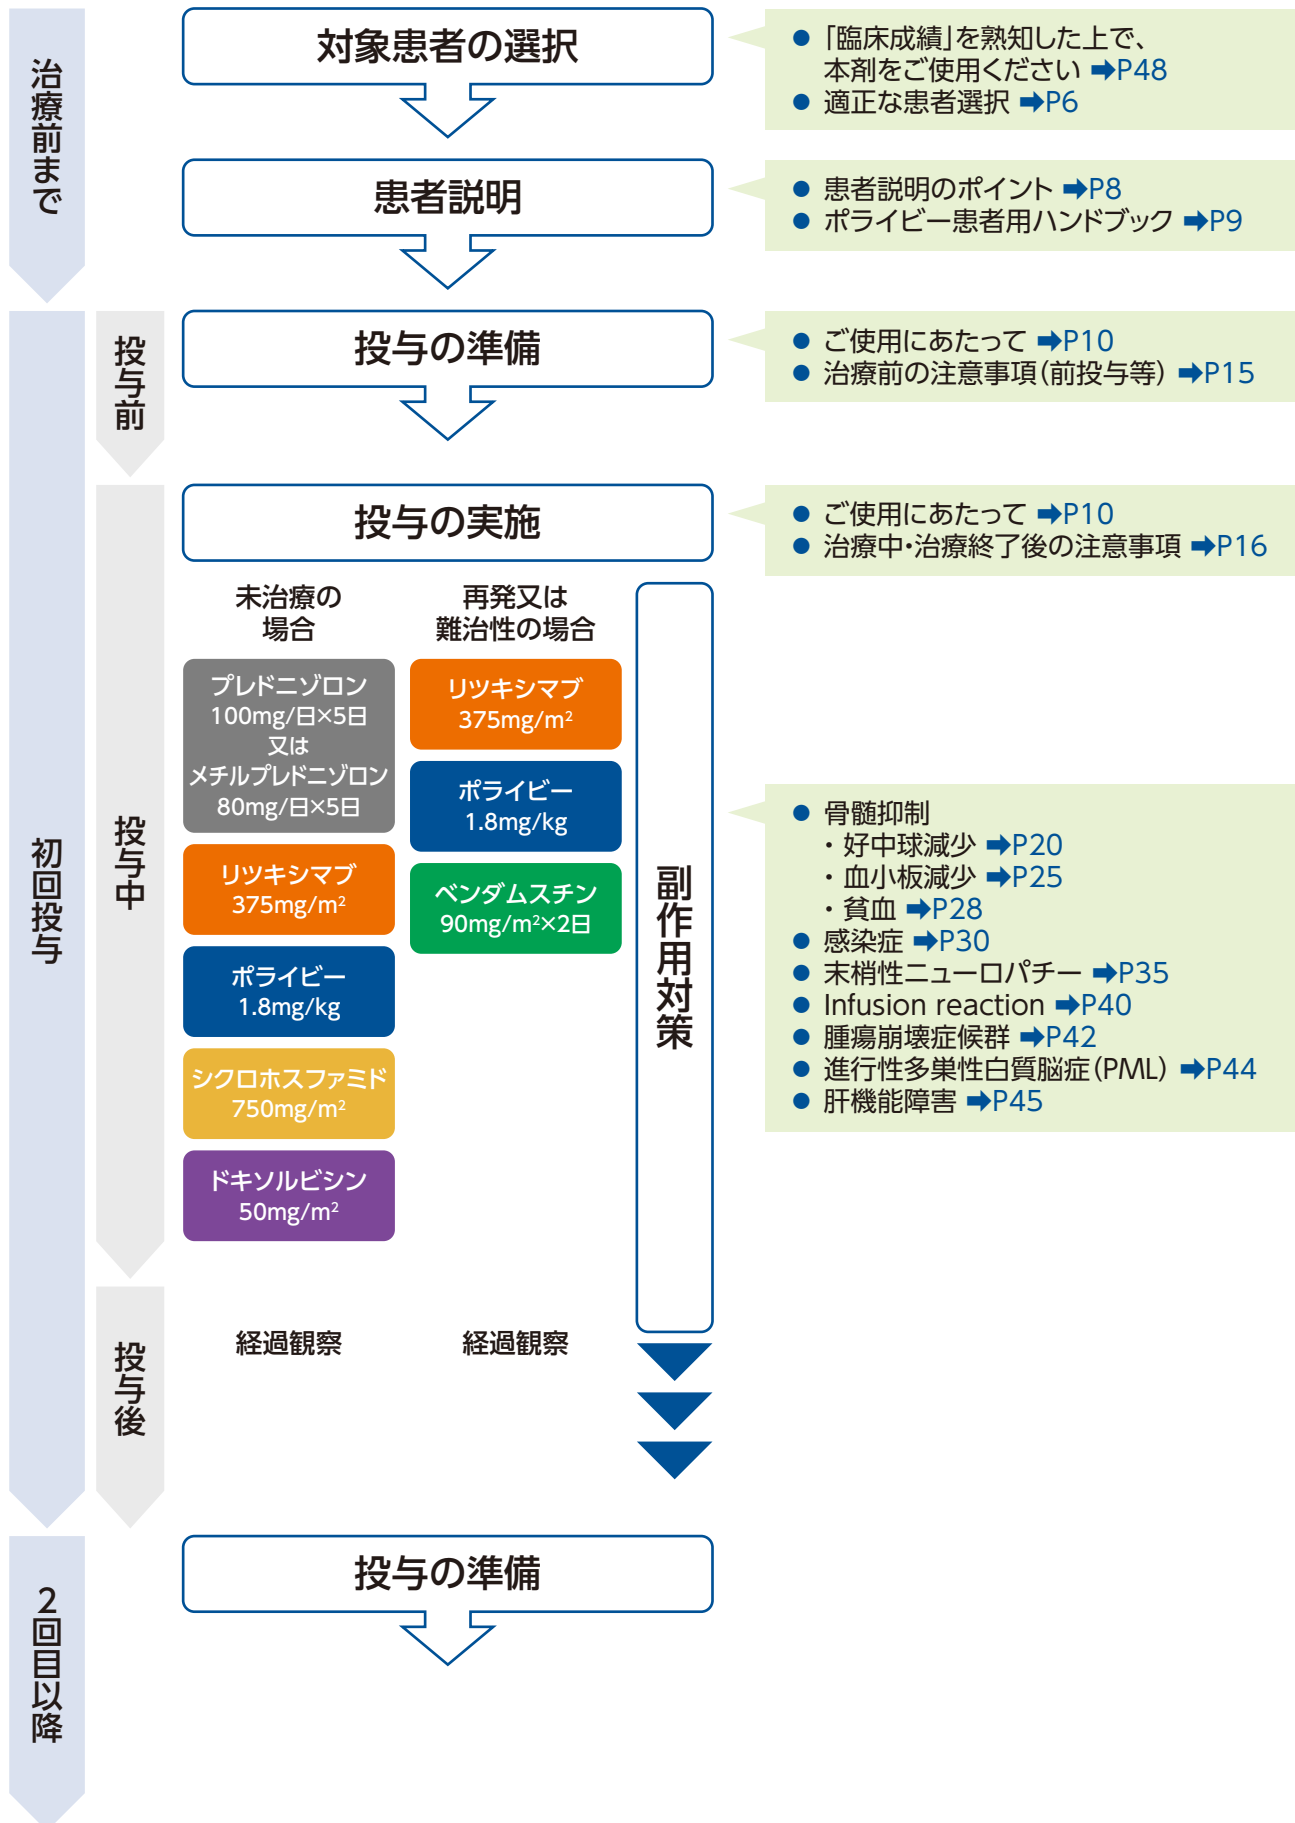 治療前まで
対象患者の選択
● 「臨床成績」を熟知した上で、
本剤をご使用ください ➡P48
● 適正な患者選択 ➡P6
患者説明
● 患者説明のポイント ➡P8
● ポライビー患者用ハンドブック ➡P9
初回投与
投与前
投与の準備
● ご使用にあたって ➡P10
● 治療前の注意事項(前投与等) ➡P15
投与中
投与の実施
● ご使用にあたって ➡P10
● 治療中・治療終了後の注意事項 ➡P16
未治療の
場合
プレドニゾロン
100mg/日×5日
又は
メチルプレドニゾロン
80mg/日×5日
リツキシマブ
375mg/m²
ポライビー
1.8mg/kg
シクロホスファミド
750mg/m²
ドキソルビシン
50mg/m²
再発又は
難治性の場合
リツキシマブ
375mg/m²
ポライビー
1.8mg/kg
ベンダムスチン
90mg/m²×2日
副作用対策
● 骨髄抑制
・好中球減少 ➡P20
・血小板減少 ➡P25
・貧血 ➡P28
● 感染症 ➡P30
● 末梢性ニューロパチー ➡P35
● Infusion reaction ➡P40
● 腫瘍崩壊症候群 ➡P42
● 進行性多巣性白質脳症(PML) ➡P44
● 肝機能障害 ➡P45
投与後
経過観察
経過観察
2回目以降
投与の準備